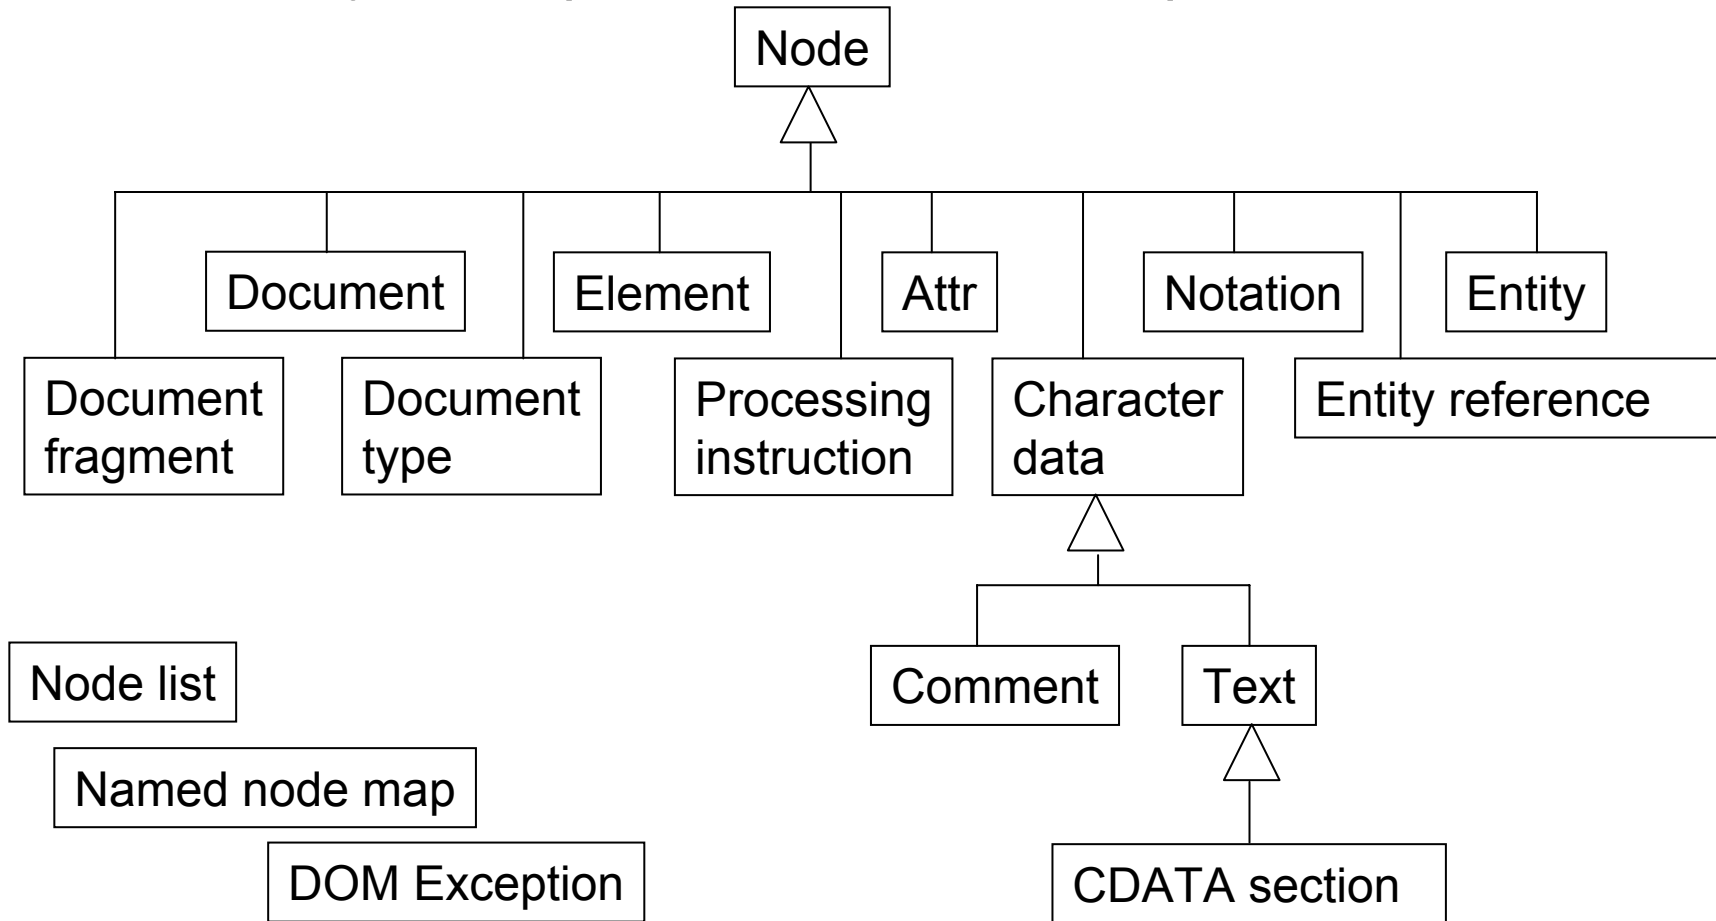 Node
Document
Element
Attr
Notation
Entity
Document
fragment
Document
type
Processing
instruction
Character
data
Entity reference
Comment
Text
Node list
Named node map
DOM Exception
CDATA section